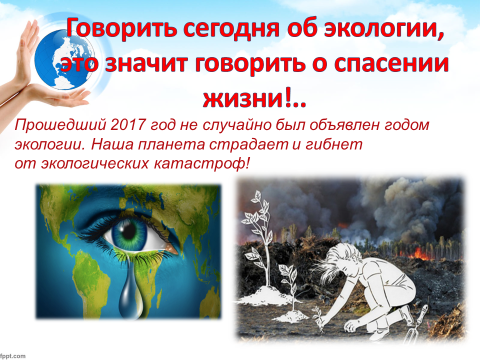 Говорить сегодня об экологии,
это значит говорить о спасении
жизни!..
Прошедший 2017 год не случайно был объявлен годом
экологии. Наша планета страдает и гибнет
от экологических катастроф!
fppt.com